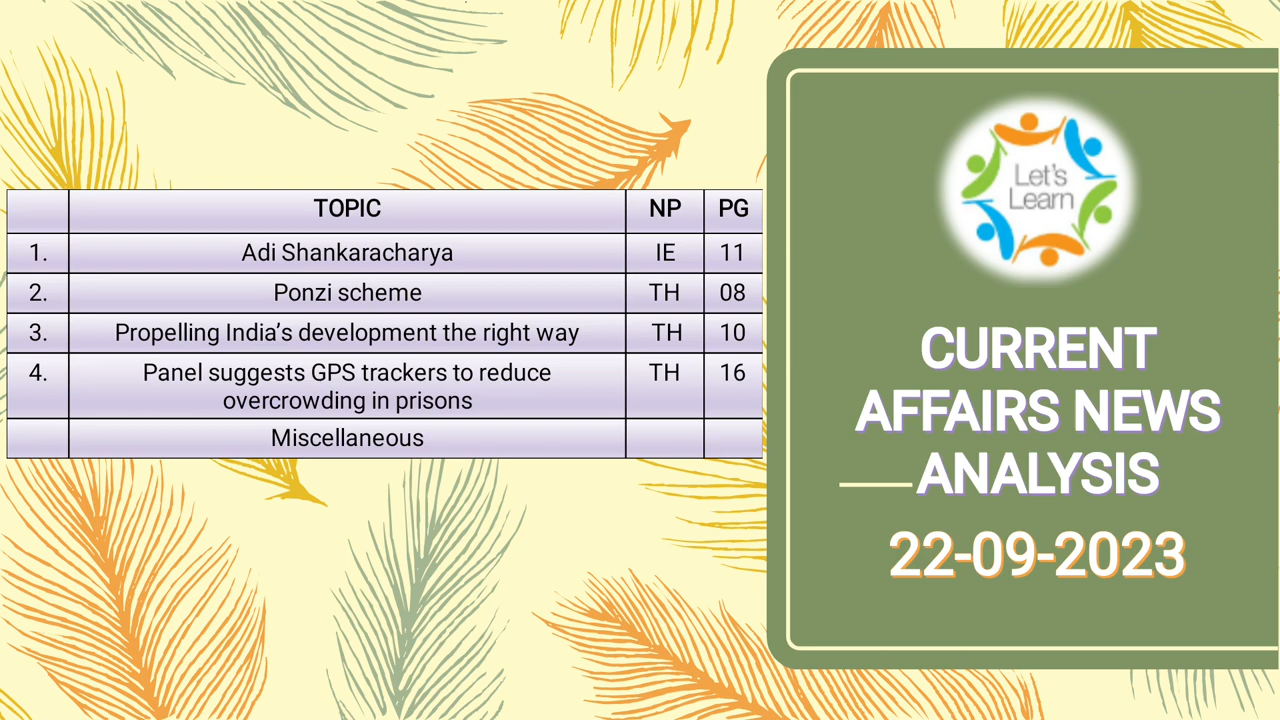 TOPIC NP PG
1. Adi Shankaracharya IE 11
2. Ponzi scheme TH 08
3. Propelling India’s development the right way TH 10
4. Panel suggests GPS trackers to reduce TH 16
overcrowding in prisons
Miscellaneous
Let's
Learn
CURRENT
AFFAIRS NEWS
ANALYSIS
22-09-2023